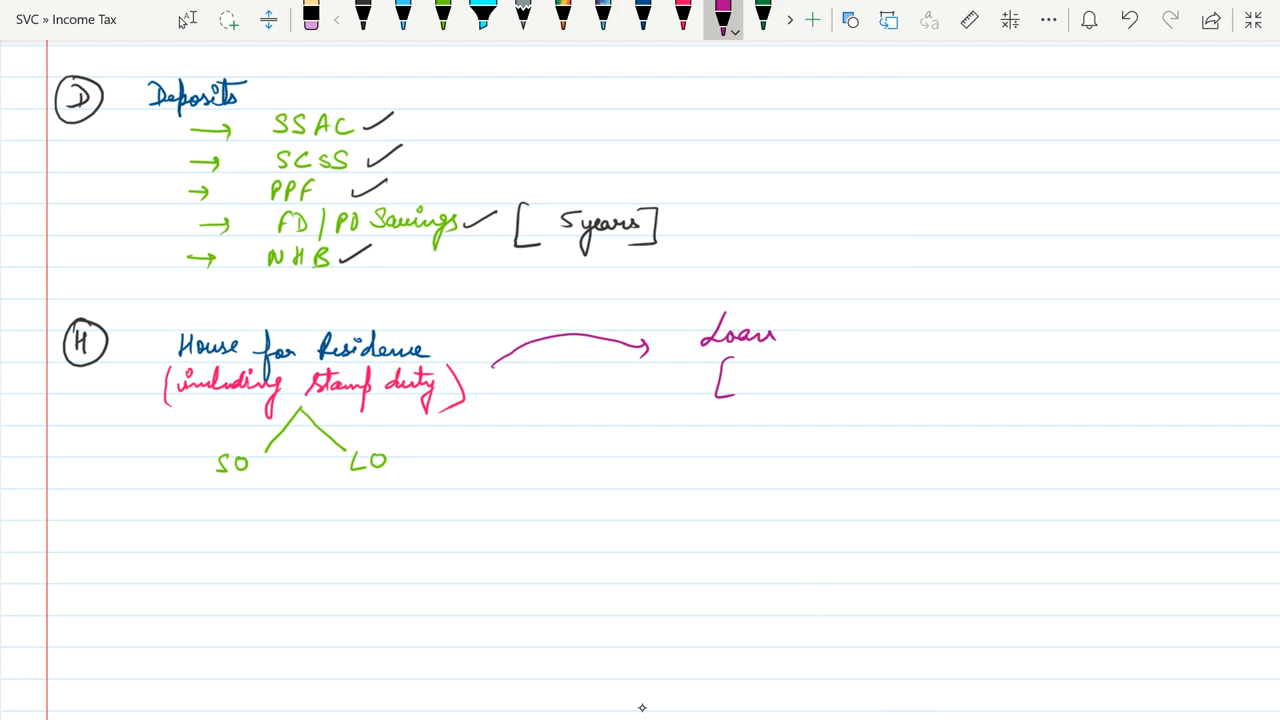 SVC » Income Tax
D Deposits
→ SSAC ✓
→ SCSS ✓
→ PPF ✓
→ FD/PO Savings ✓ [ 5 years ]
→ NHB ✓
H House for Residence → Loan
(including stamp duty) [
SO LO